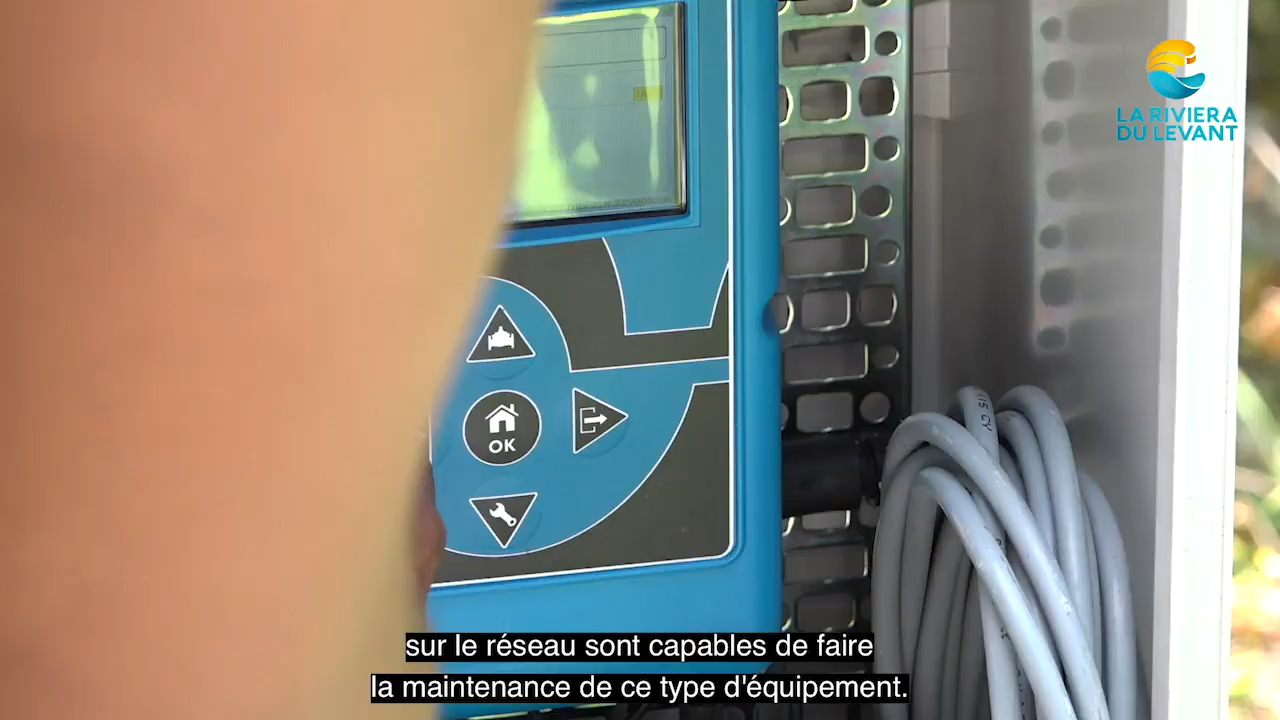 LA RIVIERA
DU LEVANT
OK
sur le réseau sont capables de faire
la maintenance de ce type d'équipement.